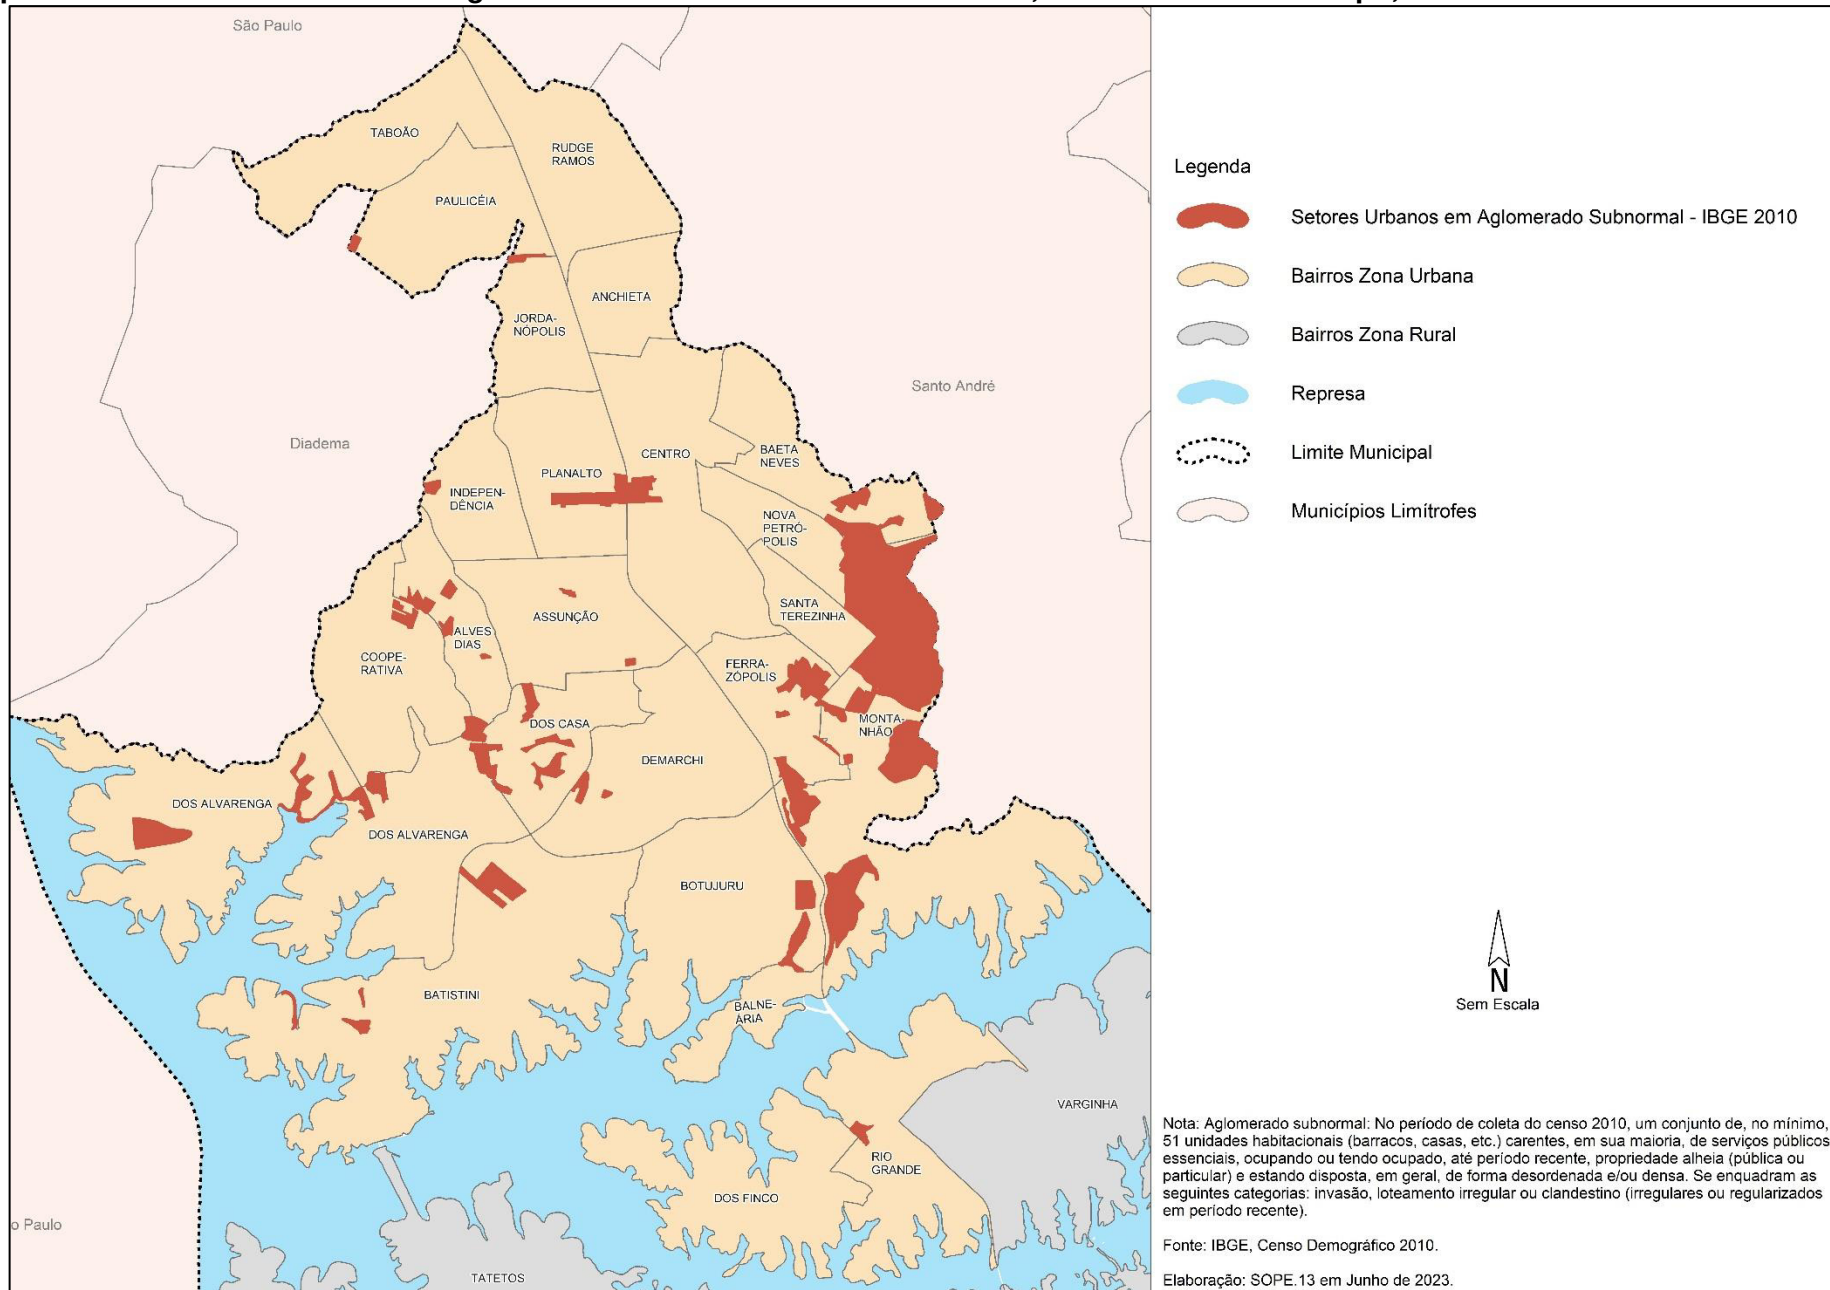 São Paulo
TABOÃO
RUDGE
RAMOS
PAULICÉIA
ANCHIETA
JORDA-
NÓPOLIS
Santo André
Diadema
CENTRO
BAETA
NEVES
PLANALTO
INDEPEN-
DÊNCIA
NOVA
PETRÓ-
POLIS
SANTA
TEREZINHA
ASSUNÇÃO
ALVES
DIAS
COOPE-
RATIVA
FERRA-
ZÓPOLIS
DOS CASA
MONTA-
NHÃO
DEMARCHI
DOS ALVARENGA
DOS ALVARENGA
BOTUJURU
BATISTINI
BALNE-
ÁRIA
VARGINHA
RIO
GRANDE
DOS FINCO
o Paulo
TATETOS
Legenda
Setores Urbanos em Aglomerado Subnormal - IBGE 2010
Bairros Zona Urbana
Bairros Zona Rural
Represa
Limite Municipal
Municípios Limítrofes
N
Sem Escala
Nota: Aglomerado subnormal: No período de coleta do censo 2010, um conjunto de, no mínimo,
51 unidades habitacionais (barracos, casas, etc.) carentes, em sua maioria, de serviços públicos
essenciais, ocupando ou tendo ocupado, até período recente, propriedade alheia (pública ou
particular) e estando disposta, em geral, de forma desordenada e/ou densa. Se enquadram as
seguintes categorias: invasão, loteamento irregular ou clandestino (irregulares ou regularizados
em período recente).
Fonte: IBGE, Censo Demográfico 2010.
Elaboração: SOPE.13 em Junho de 2023.